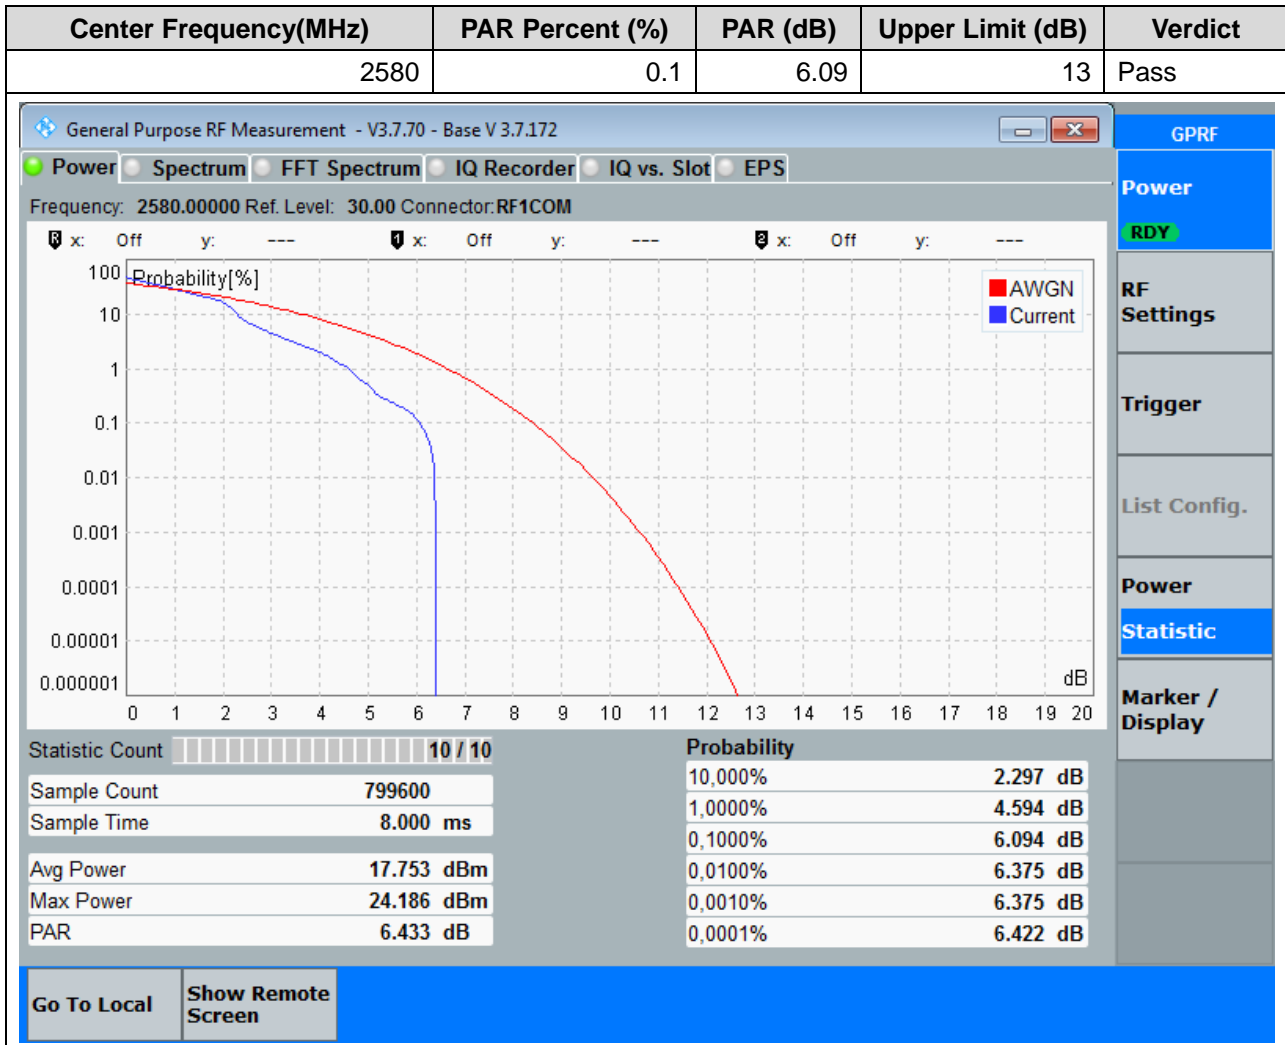 Center Frequency(MHz) PAR Percent (%) PAR (dB) Upper Limit (dB) Verdict
2580 0.1 6.09 13 Pass
General Purpose RF Measurement - V3.7.70 - Base V 3.7.172
GPRF
Power Spectrum FFT Spectrum IQ Recorder IQ vs. Slot EPS
Power
RDY
Frequency: 2580.00000 Ref. Level: 30.00 Connector: RF1COM
R x: Off y: --- 1 x: Off y: --- 2 x: Off y: ---
Probability[%]
100
10
1
0.1
0.01
0.001
0.0001
0.00001
0.000001
AWGN
Current
dB
0 1 2 3 4 5 6 7 8 9 10 11 12 13 14 15 16 17 18 19 20
RF
Settings
Trigger
List Config.
Power
Statistic
Marker /
Display
Statistic Count 10 / 10
Sample Count 799600
Sample Time 8.000 ms
Avg Power 17.753 dBm
Max Power 24.186 dBm
PAR 6.433 dB
Probability
10,000% 2.297 dB
1,0000% 4.594 dB
0,1000% 6.094 dB
0,0100% 6.375 dB
0,0010% 6.375 dB
0,0001% 6.422 dB
Go To Local
Show Remote
Screen